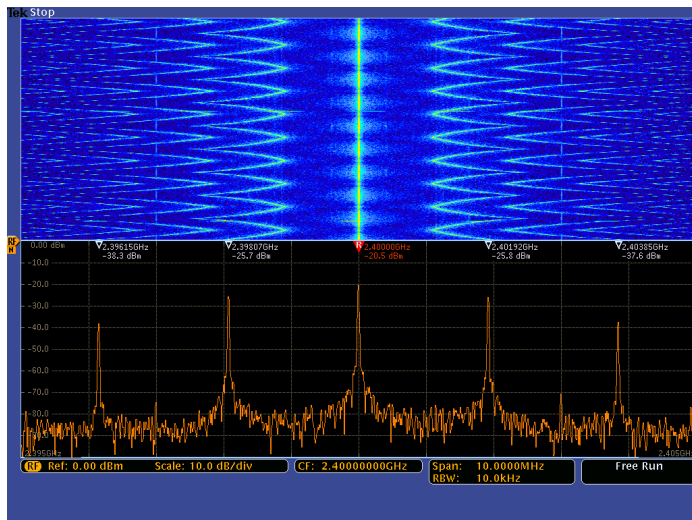 Tek Stop
RF
0.00 dBm
2.39615GHz
-38.3 dBm
2.39807GHz
-25.7 dBm
R
2.40000GHz
-20.5 dBm
2.40192GHz
-25.8 dBm
2.40385GHz
-37.6 dBm
-10.0
-20.0
-30.0
-40.0
-50.0
-60.0
-70.0
-80.0
2.395GHz
2.405GHz
RF Ref: 0.00 dBm Scale: 10.0 dB/div
CF: 2.40000000GHz
Span: 10.0000MHz
RBW: 10.0kHz
Free Run